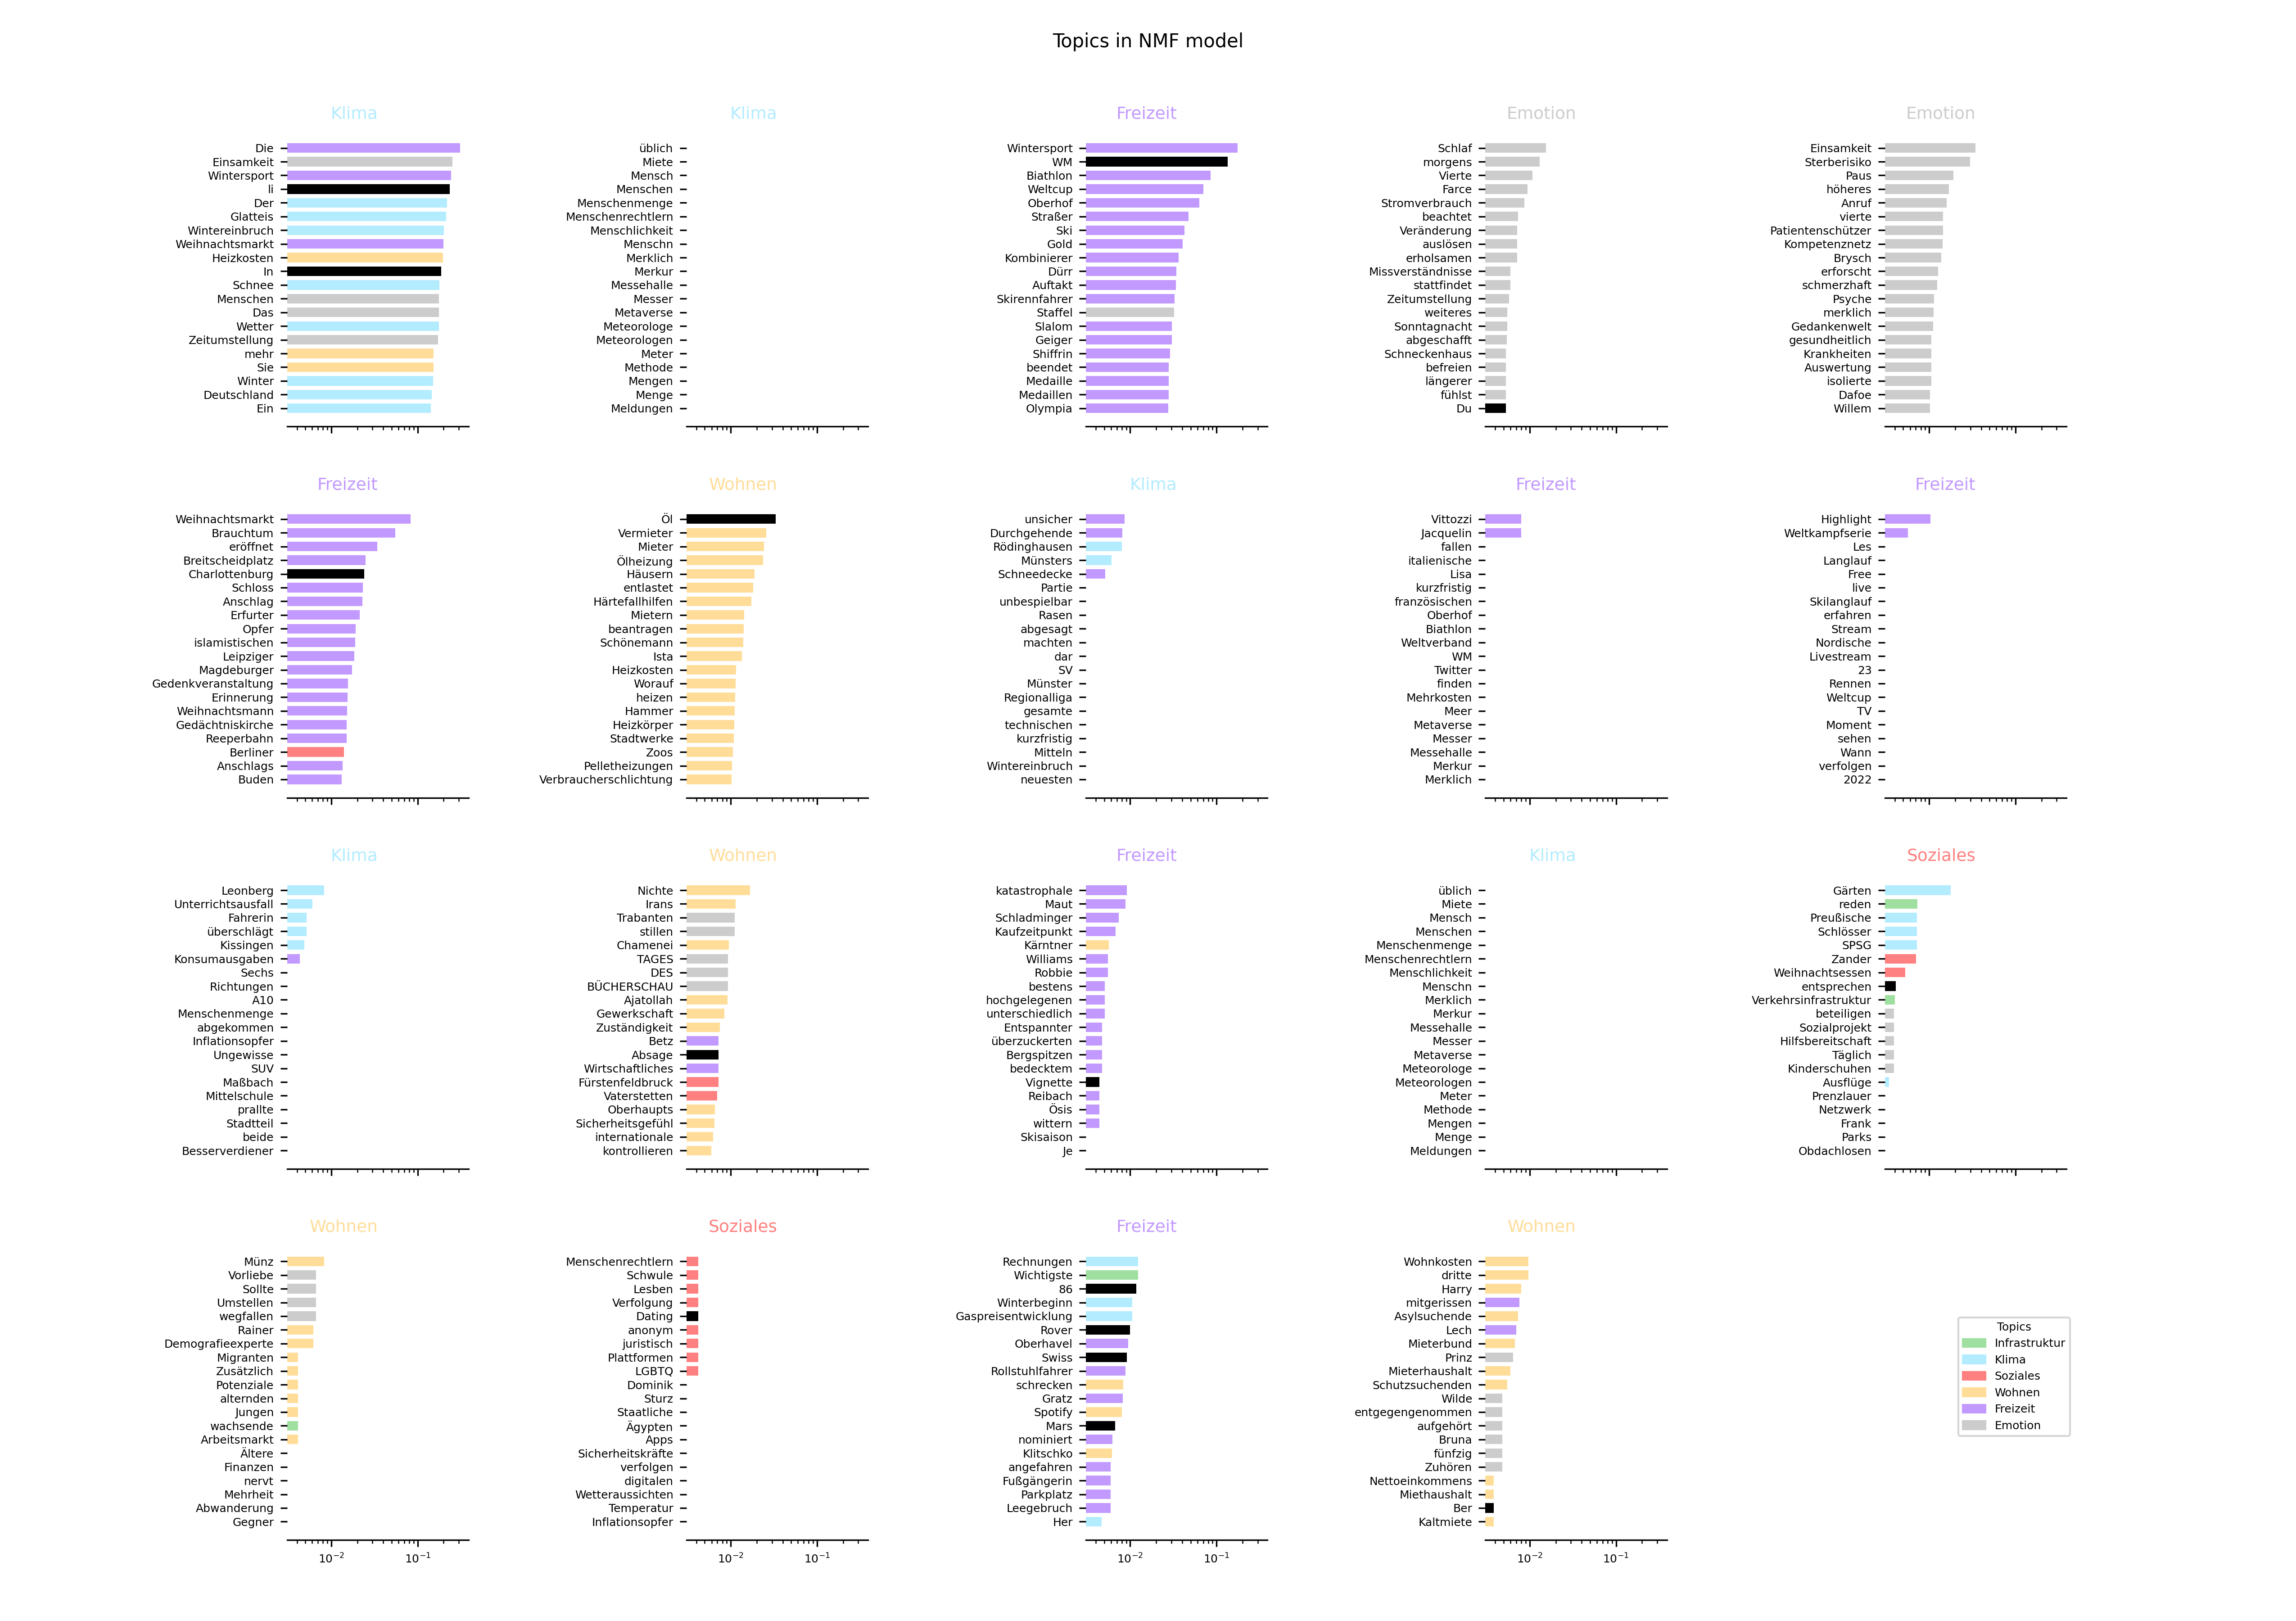 Topics in NMF model
Klima
Die
Einsamkeit
Wintersport
li
Der
Glatteis
Wintereinbruch
Weihnachtsmarkt
Heizkosten
In
Schnee
Menschen
Das
Wetter
Zeitumstellung
mehr
Sie
Winter
Deutschland
Ein
Klima
üblich
Miete
Mensch
Menschen
Menschenmenge
Menschenrechtlern
Menschlichkeit
Menschn
Merklich
Merkur
Messehalle
Messer
Metaverse
Meteorologe
Meteorologen
Meter
Methode
Mengen
Menge
Meldungen
Freizeit
Wintersport
WM
Biathlon
Weltcup
Oberhof
Straßer
Ski
Gold
Kombinierer
Dürr
Auftakt
Skirennfahrer
Staffel
Slalom
Geiger
Shiffrin
beendet
Medaille
Medaillen
Olympia
Emotion
Schlaf
morgens
Vierte
Farce
Stromverbrauch
beachtet
Veränderung
auslösen
erholsamen
Missverständnisse
stattfindet
Zeitumstellung
weiteres
Sonntagnacht
abgeschafft
Schneckenhaus
befreien
längerer
fühlst
Du
Emotion
Einsamkeit
Sterberisiko
Paus
höheres
Anruf
vierte
Patientenschützer
Kompetenznetz
Brysch
erforscht
schmerzhaft
Psyche
merklich
Gedankenwelt
gesundheitlich
Krankheiten
Auswertung
isolierte
Dafoe
Willem
Freizeit
Weihnachtsmarkt
Brauchtum
eröffnet
Breitscheidplatz
Charlottenburg
Schloss
Anschlag
Erfurter
Opfer
islamistischen
Leipziger
Magdeburger
Gedenkveranstaltung
Erinnerung
Weihnachtsmann
Gedächtniskirche
Reeperbahn
Berliner
Anschlags
Buden
Wohnen
Öl
Vermieter
Mieter
Ölheizung
Häusern
entlastet
Härtefallhilfen
Mietern
beantragen
Schönemann
Ista
Heizkosten
Worauf
heizen
Hammer
Heizkörper
Stadtwerke
Zoos
Pelletheizungen
Verbraucherschlichtung
Klima
unsicher
Durchgehende
Rödinghausen
Münsters
Schneedecke
Partie
unbespielbar
Rasen
abgesagt
machten
dar
SV
Münster
Regionalliga
gesamte
technischen
kurzfristig
Mitteln
Wintereinbruch
neuesten
Freizeit
Vittozzi
Jacquelin
fallen
italienische
Lisa
kurzfristig
französischen
Oberhof
Biathlon
Weltverband
WM
Twitter
finden
Mehrkosten
Meer
Metaverse
Messer
Messehalle
Merkur
Merklich
Freizeit
Highlight
Weltkampfserie
Les
Langlauf
Free
live
Skilanglauf
erfahren
Stream
Nordische
Livestream
23
Rennen
Weltcup
TV
Moment
sehen
Wann
verfolgen
2022
Klima
Leonberg
Unterrichtsausfall
Fahrerin
überschlägt
Kissingen
Konsumausgaben
Sechs
Richtungen
A10
Menschenmenge
abgekommen
Inflationsopfer
Ungewisse
SUV
Maßbach
Mittelschule
prallte
Stadtteil
beide
Besserverdiener
Wohnen
Nichte
Irans
Trabanten
stillen
Chamenei
TAGES
DES
BÜCHERSCHAU
Ajatollah
Gewerkschaft
Zuständigkeit
Betz
Absage
Wirtschaftliches
Fürstenfeldbruck
Vaterstetten
Oberhaupts
Sicherheitsgefühl
internationale
kontrollieren
Freizeit
katastrophale
Maut
Schladminger
Kaufzeitpunkt
Kärntner
Williams
Robbie
bestens
hochgelegenen
unterschiedlich
Entspannter
überzuckerten
Bergspitzen
bedecktem
Vignette
Reibach
Ösis
wittern
Skisaison
Je
Klima
üblich
Miete
Mensch
Menschen
Menschenmenge
Menschenrechtlern
Menschlichkeit
Menschn
Merklich
Merkur
Messehalle
Messer
Metaverse
Meteorologe
Meteorologen
Meter
Methode
Mengen
Menge
Meldungen
Soziales
Gärten
reden
Preußische
Schlösser
SPSG
Zander
Weihnachtsessen
entsprechen
Verkehrsinfrastruktur
beteiligen
Sozialprojekt
Hilfsbereitschaft
Täglich
Kinderschuhen
Ausflüge
Prenzlauer
Netzwerk
Frank
Parks
Obdachlosen
Wohnen
Münz
Vorliebe
Sollte
Umstellen
wegfallen
Rainer
Demografieexperte
Migranten
Zusätzlich
Potenziale
alternden
Jungen
wachsende
Arbeitsmarkt
Ältere
Finanzen
nervt
Mehrheit
Abwanderung
Gegner
10⁻² 10⁻¹
Soziales
Menschenrechtlern
Schwule
Lesben
Verfolgung
Dating
anonym
juristisch
Plattformen
LGBTQ
Dominik
Sturz
Staatliche
Ägypten
Apps
Sicherheitskräfte
verfolgen
digitalen
Wetteraussichten
Temperatur
Inflationsopfer
10⁻² 10⁻¹
Freizeit
Rechnungen
Wichtigste
86
Winterbeginn
Gaspreisentwicklung
Rover
Oberhavel
Swiss
Rollstuhlfahrer
schrecken
Gratz
Spotify
Mars
nominiert
Klitschko
angefahren
Fußgängerin
Parkplatz
Leegebruch
Her
10⁻² 10⁻¹
Wohnen
Wohnkosten
dritte
Harry
mitgerissen
Asylsuchende
Lech
Mieterbund
Prinz
Mieterhaushalt
Schutzsuchenden
Wilde
entgegengenommen
aufgehört
Bruna
fünfzig
Zuhören
Nettoeinkommens
Miethaushalt
Ber
Kaltmiete
10⁻² 10⁻¹
Topics
Infrastruktur
Klima
Soziales
Wohnen
Freizeit
Emotion